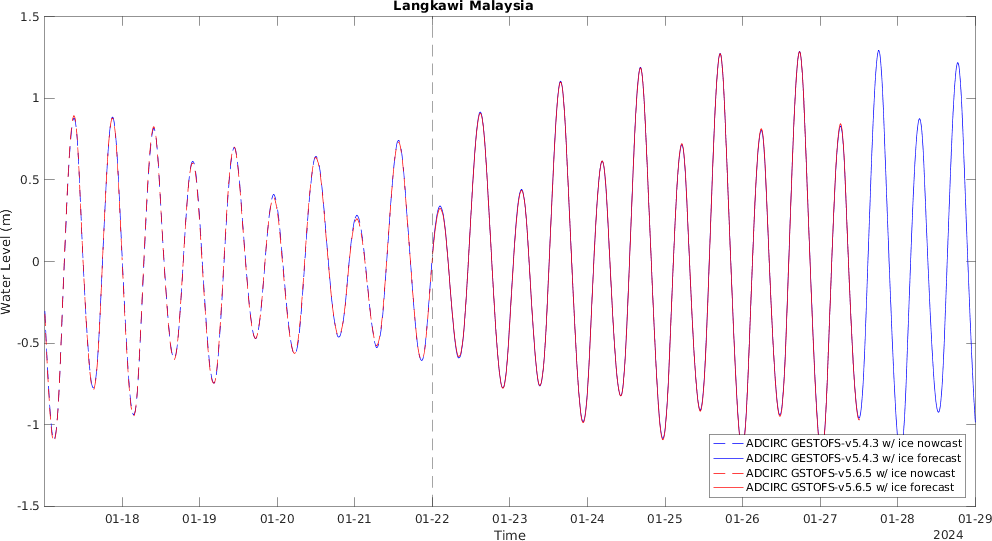 Langkawi Malaysia
1.5
1
0.5
0
-0.5
-1
-1.5
Water Level (m)
ADCIRC GESTOFS-v5.4.3 w/ ice nowcast
ADCIRC GESTOFS-v5.4.3 w/ ice forecast
ADCIRC GSTOFS-v5.6.5 w/ ice nowcast
ADCIRC GSTOFS-v5.6.5 w/ ice forecast
01-18 01-19 01-20 01-21 01-22 01-23 01-24 01-25 01-26 01-27 01-28 01-29
Time
2024